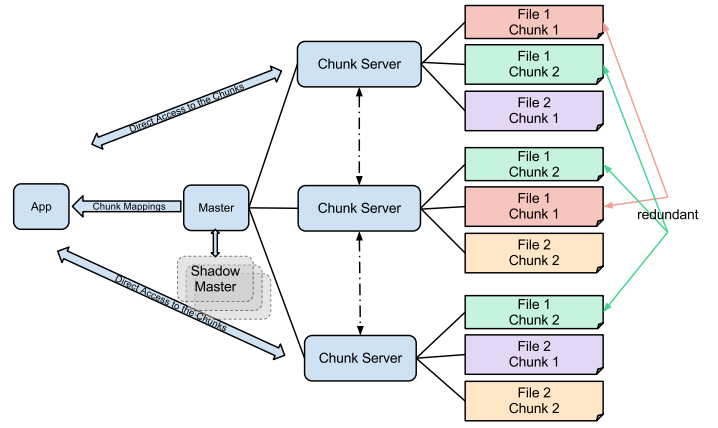 File 1
Chunk 1
Chunk Server
File 1
Chunk 2
Direct Access to the Chunks
File 2
Chunk 1
File 1
Chunk 2
App
Chunk Mappings
Master
Chunk Server
File 1
Chunk 1
redundant
File 2
Chunk 2
Shadow
Master
Direct Access to the Chunks
File 1
Chunk 2
Chunk Server
File 2
Chunk 1
File 2
Chunk 2